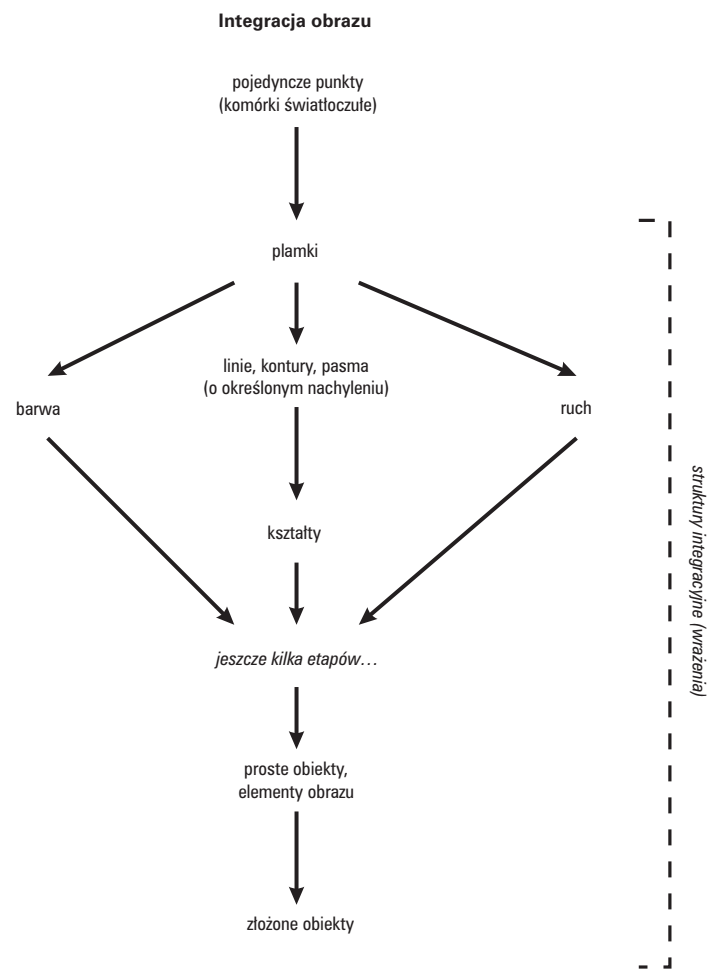 Integracja obrazu
pojedyncze punkty
(komórki światłoczułe)
plamki
linie, kontury, pasma
(o określonym nachyleniu)
barwa
ruch
kształty
jeszcze kilka etapów…
proste obiekty,
elementy obrazu
złożone obiekty
struktury integracyjne (wrażenia)